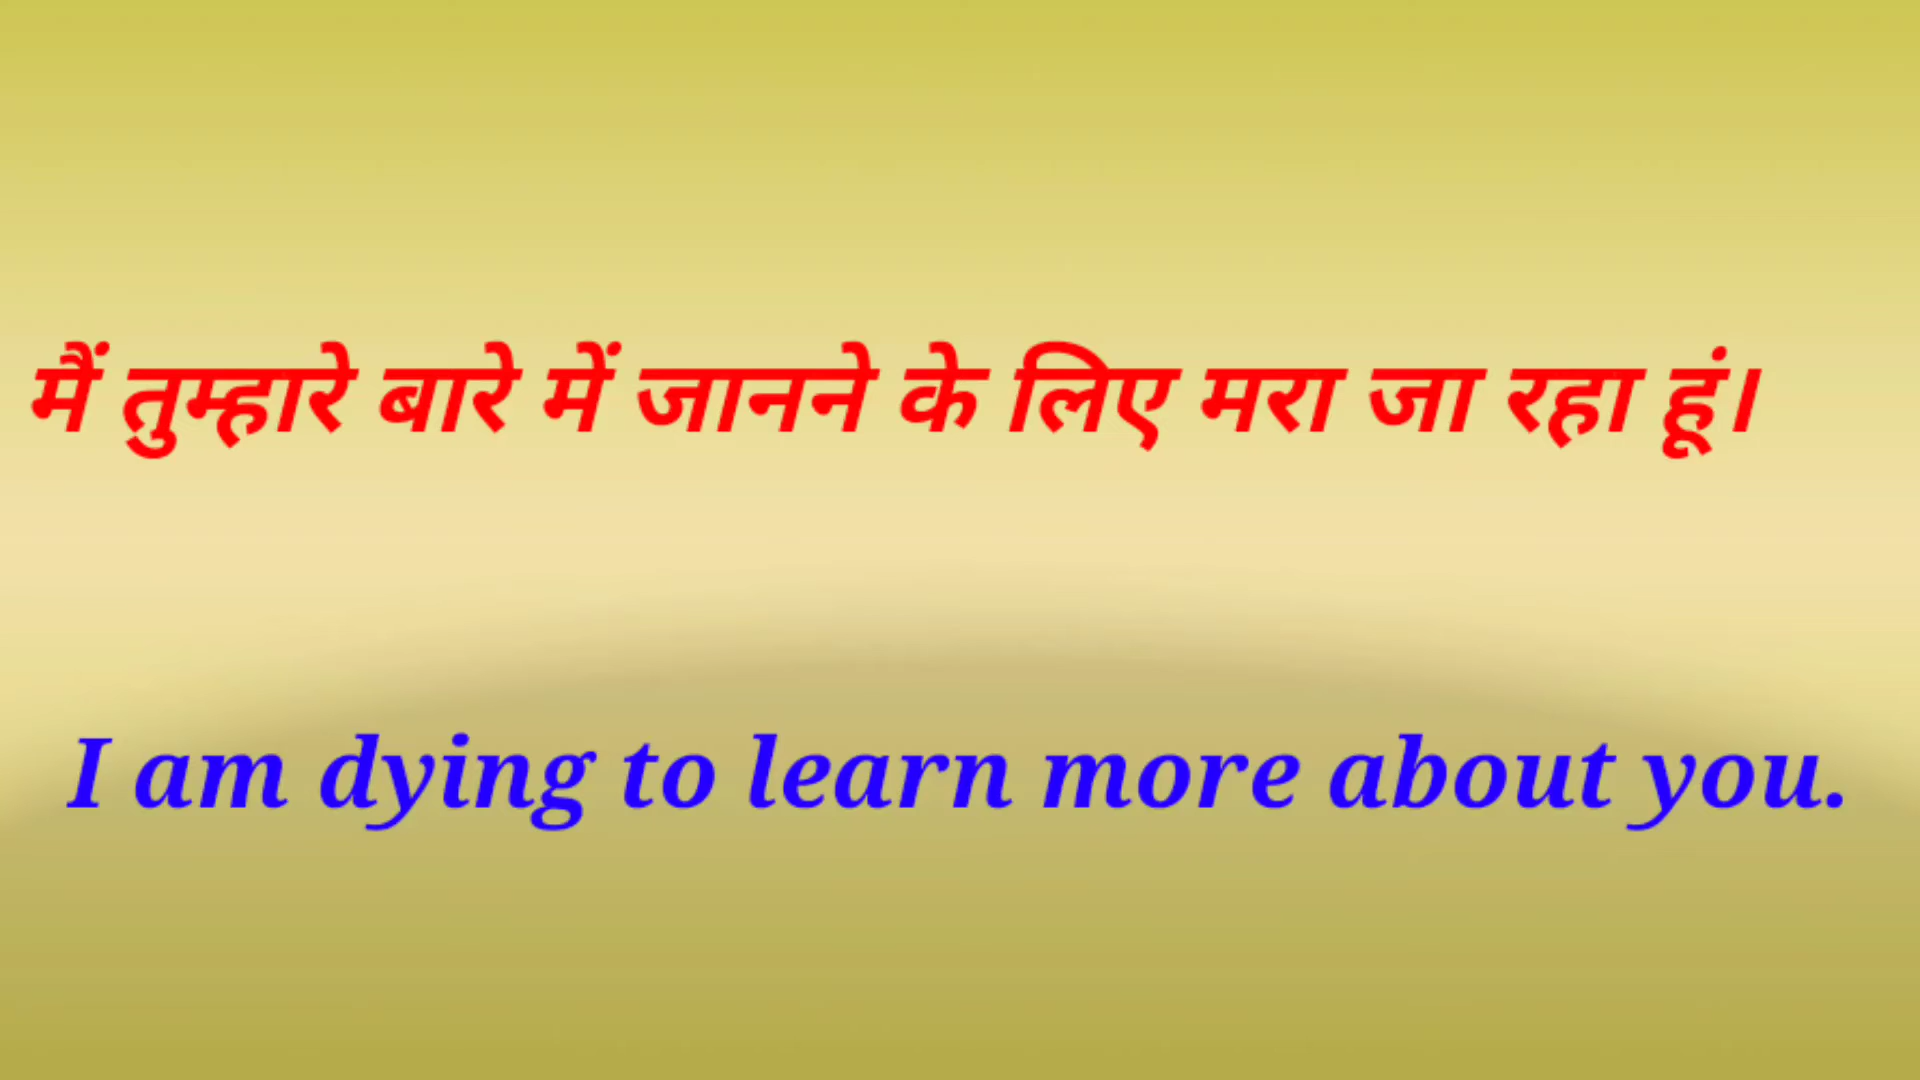 मैं तुम्हारे बारे में जानने के लिए मरा जा रहा हूं।
I am dying to learn more about you.